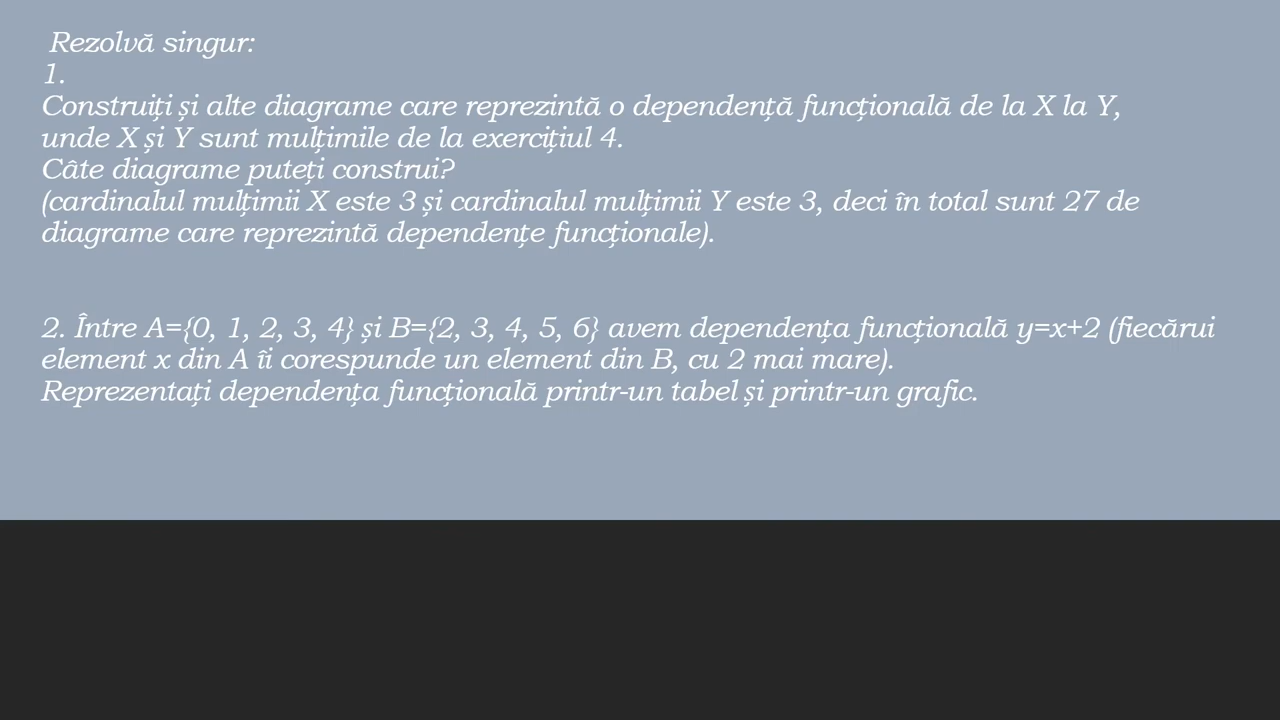 Rezolvă singur:
1.
Construiți și alte diagrame care reprezintă o dependență funcțională de la X la Y,
unde X și Y sunt mulțimile de la exercițiul 4.
Câte diagrame puteți construi?
(cardinalul mulțimii X este 3 și cardinalul mulțimii Y este 3, deci în total sunt 27 de
diagrame care reprezintă dependențe funcționale).
2. Între A={0, 1, 2, 3, 4} și B={2, 3, 4, 5, 6} avem dependența funcțională y=x+2 (fiecărui
element x din A îi corespunde un element din B, cu 2 mai mare).
Reprezentați dependența funcțională printr-un tabel și printr-un grafic.